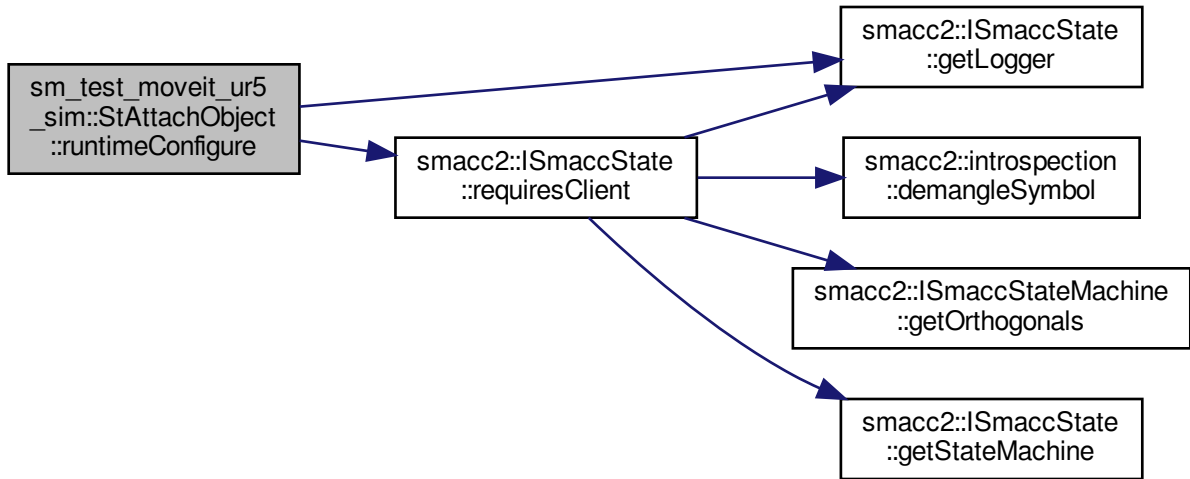 sm_test_moveit_ur5
_sim::StAttachObject
::runtimeConfigure
smacc2::ISmaccState
::getLogger
smacc2::ISmaccState
::requiresClient
smacc2::introspection
::demangleSymbol
smacc2::ISmaccStateMachine
::getOrthogonals
smacc2::ISmaccState
::getStateMachine